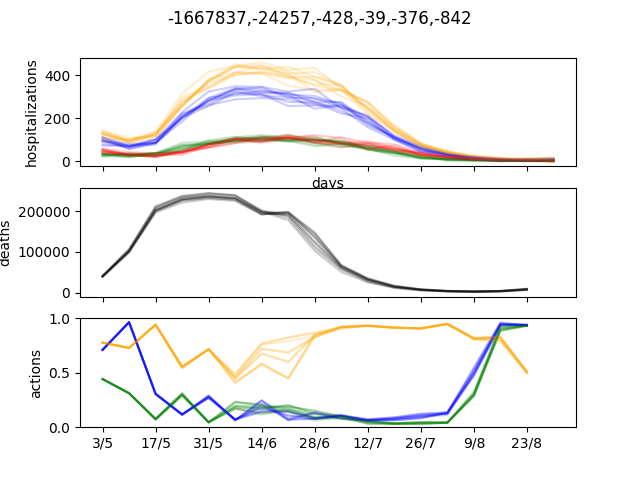 -1667837,-24257,-428,-39,-376,-842
hospitalizations
400
200
0
days
deaths
200000
100000
0
actions
1.0
0.5
0.0
3/5 17/5 31/5 14/6 28/6 12/7 26/7 9/8 23/8